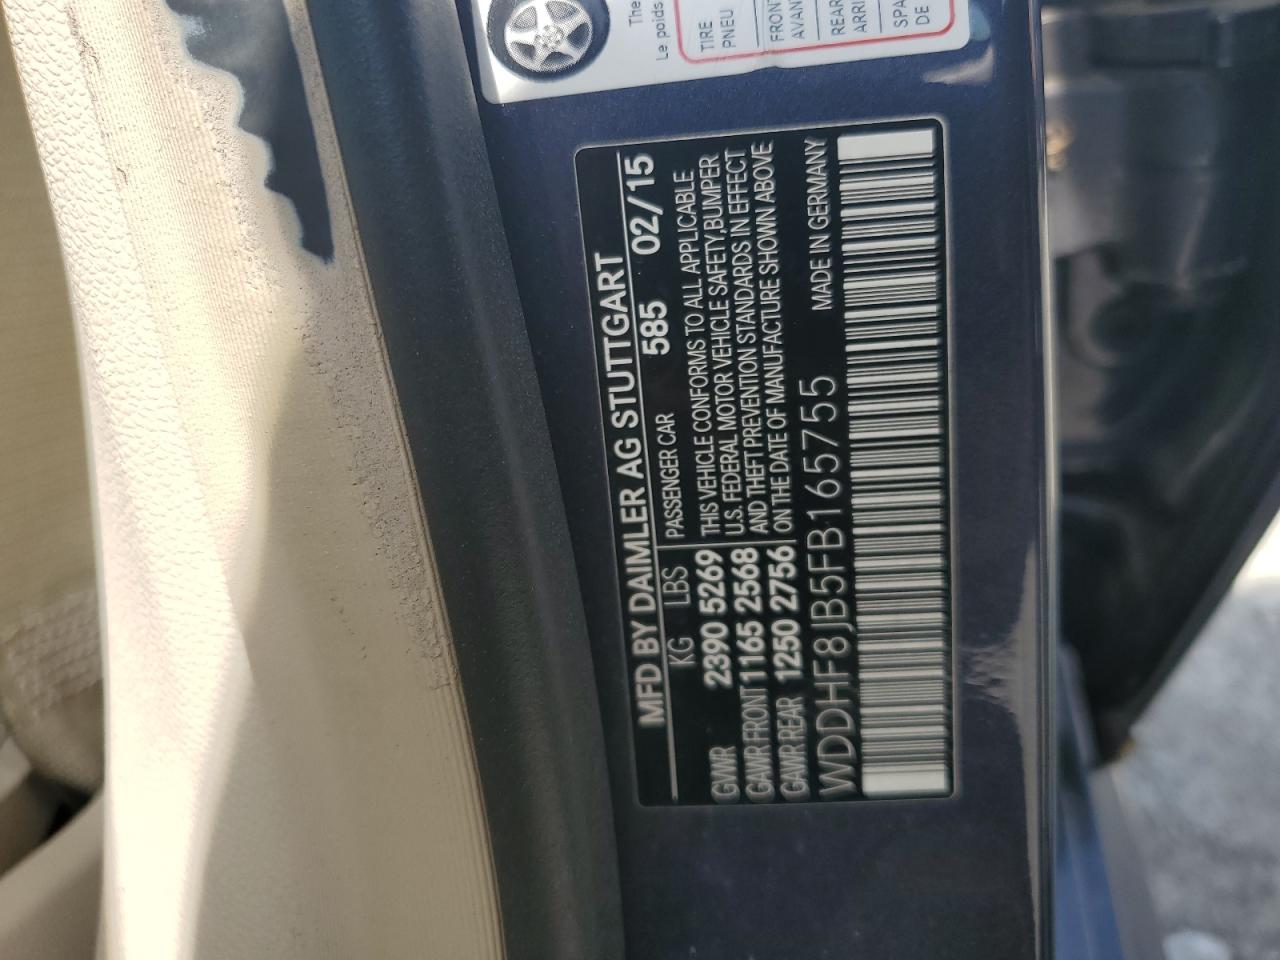 The
Le poids
TIRE
PNEU
FRONT
AVAN
REAR
ARRI
SPA
DE
MFD BY DAIMLER AG STUTTGART
585 02/15
KG LBS
PASSENGER CAR
GVWR 2390 5269
GAWR FRONT 1165 2568
GAWR REAR 1250 2756
THIS VEHICLE CONFORMS TO ALL APPLICABLE
U.S. FEDERAL MOTOR VEHICLE SAFETY,BUMPER
AND THEFT PREVENTION STANDARDS IN EFFECT
ON THE DATE OF MANUFACTURE SHOWN ABOVE
WDDHF8JB5FB165755 MADE IN GERMANY